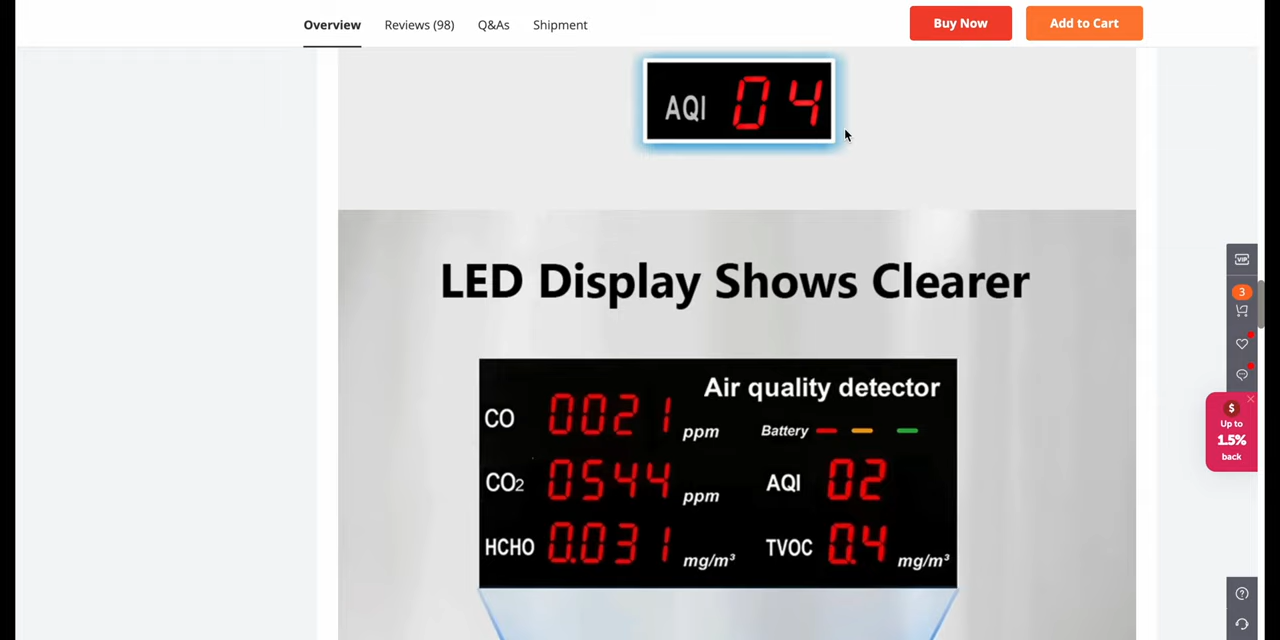 Overview Reviews (98) Q&As Shipment Buy Now Add to Cart
AQI 04
LED Display Shows Clearer
Air quality detector
CO 0021 ppm
Battery
CO2 0544 ppm
AQI 02
HCHO 0.031 mg/m³
TVOC 0.4 mg/m³
VIP
3
$
Up to
1.5%
back